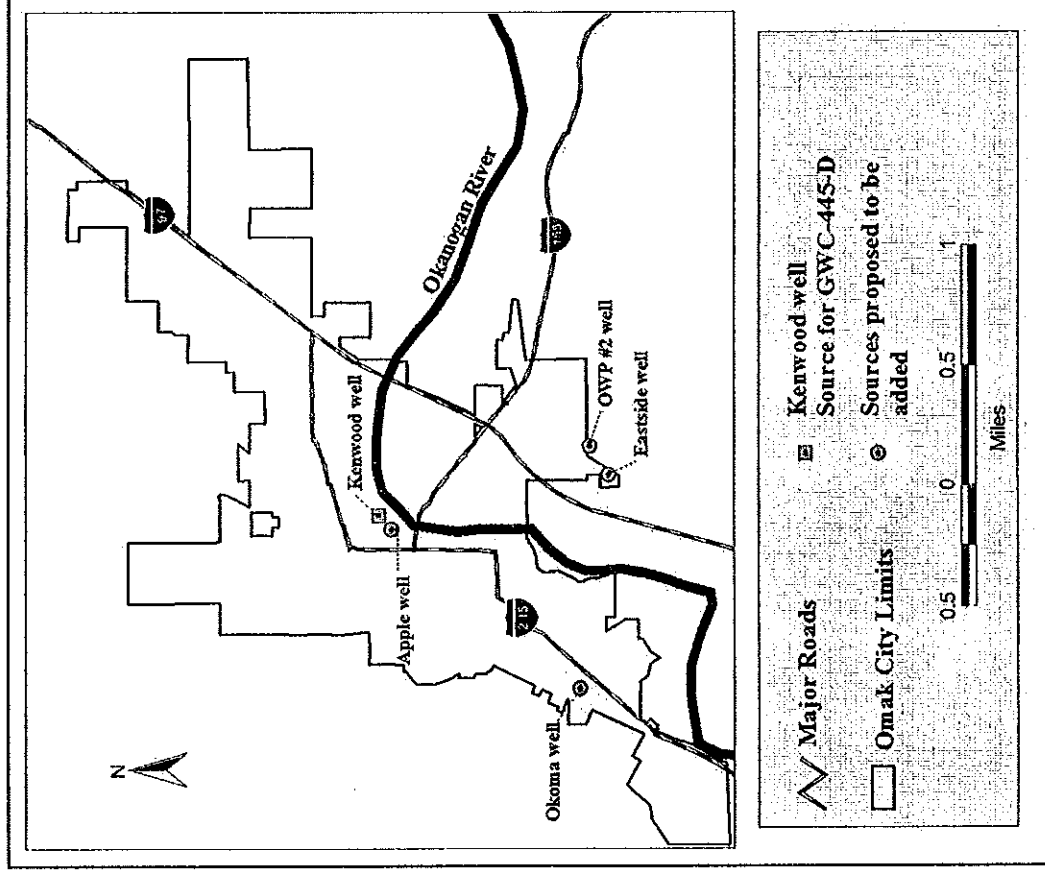 N
97
Okanogan River
155
Kenwood well
Apple well
215
OWP #2 well
Eastside well
Okoma well
Major Roads
Omak City Limits
Kenwood well
Source for GWC-445-D
Sources proposed to be
added
0.5 0 0.5 1
Miles